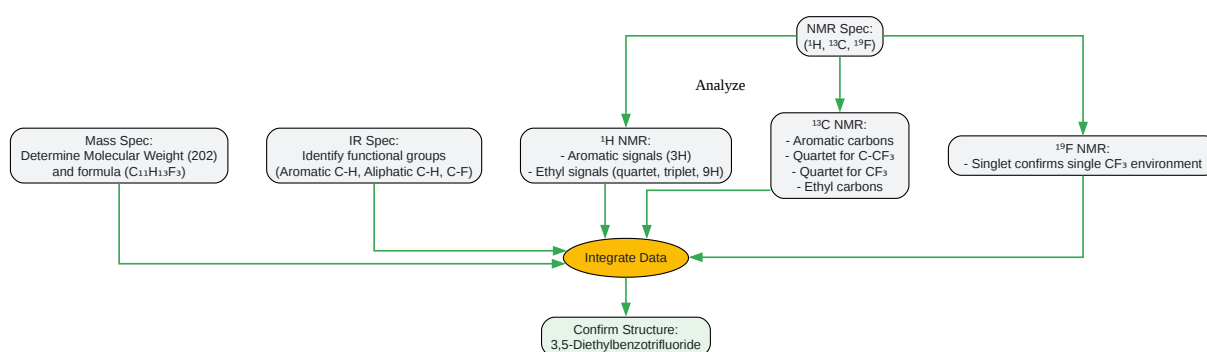 NMR Spec:
(¹H, ¹³C, ¹⁹F)
Analyze
Mass Spec:
Determine Molecular Weight (202)
and formula (C₁₁H₁₃F₃)
IR Spec:
Identify functional groups
(Aromatic C-H, Aliphatic C-H, C-F)
¹H NMR:
- Aromatic signals (3H)
- Ethyl signals (quartet, triplet, 9H)
¹³C NMR:
- Aromatic carbons
- Quartet for C-CF₃
- Quartet for CF₃
- Ethyl carbons
¹⁹F NMR:
- Singlet confirms single CF₃ environment
Integrate Data
Confirm Structure:
3,5-Diethylbenzotrifluoride